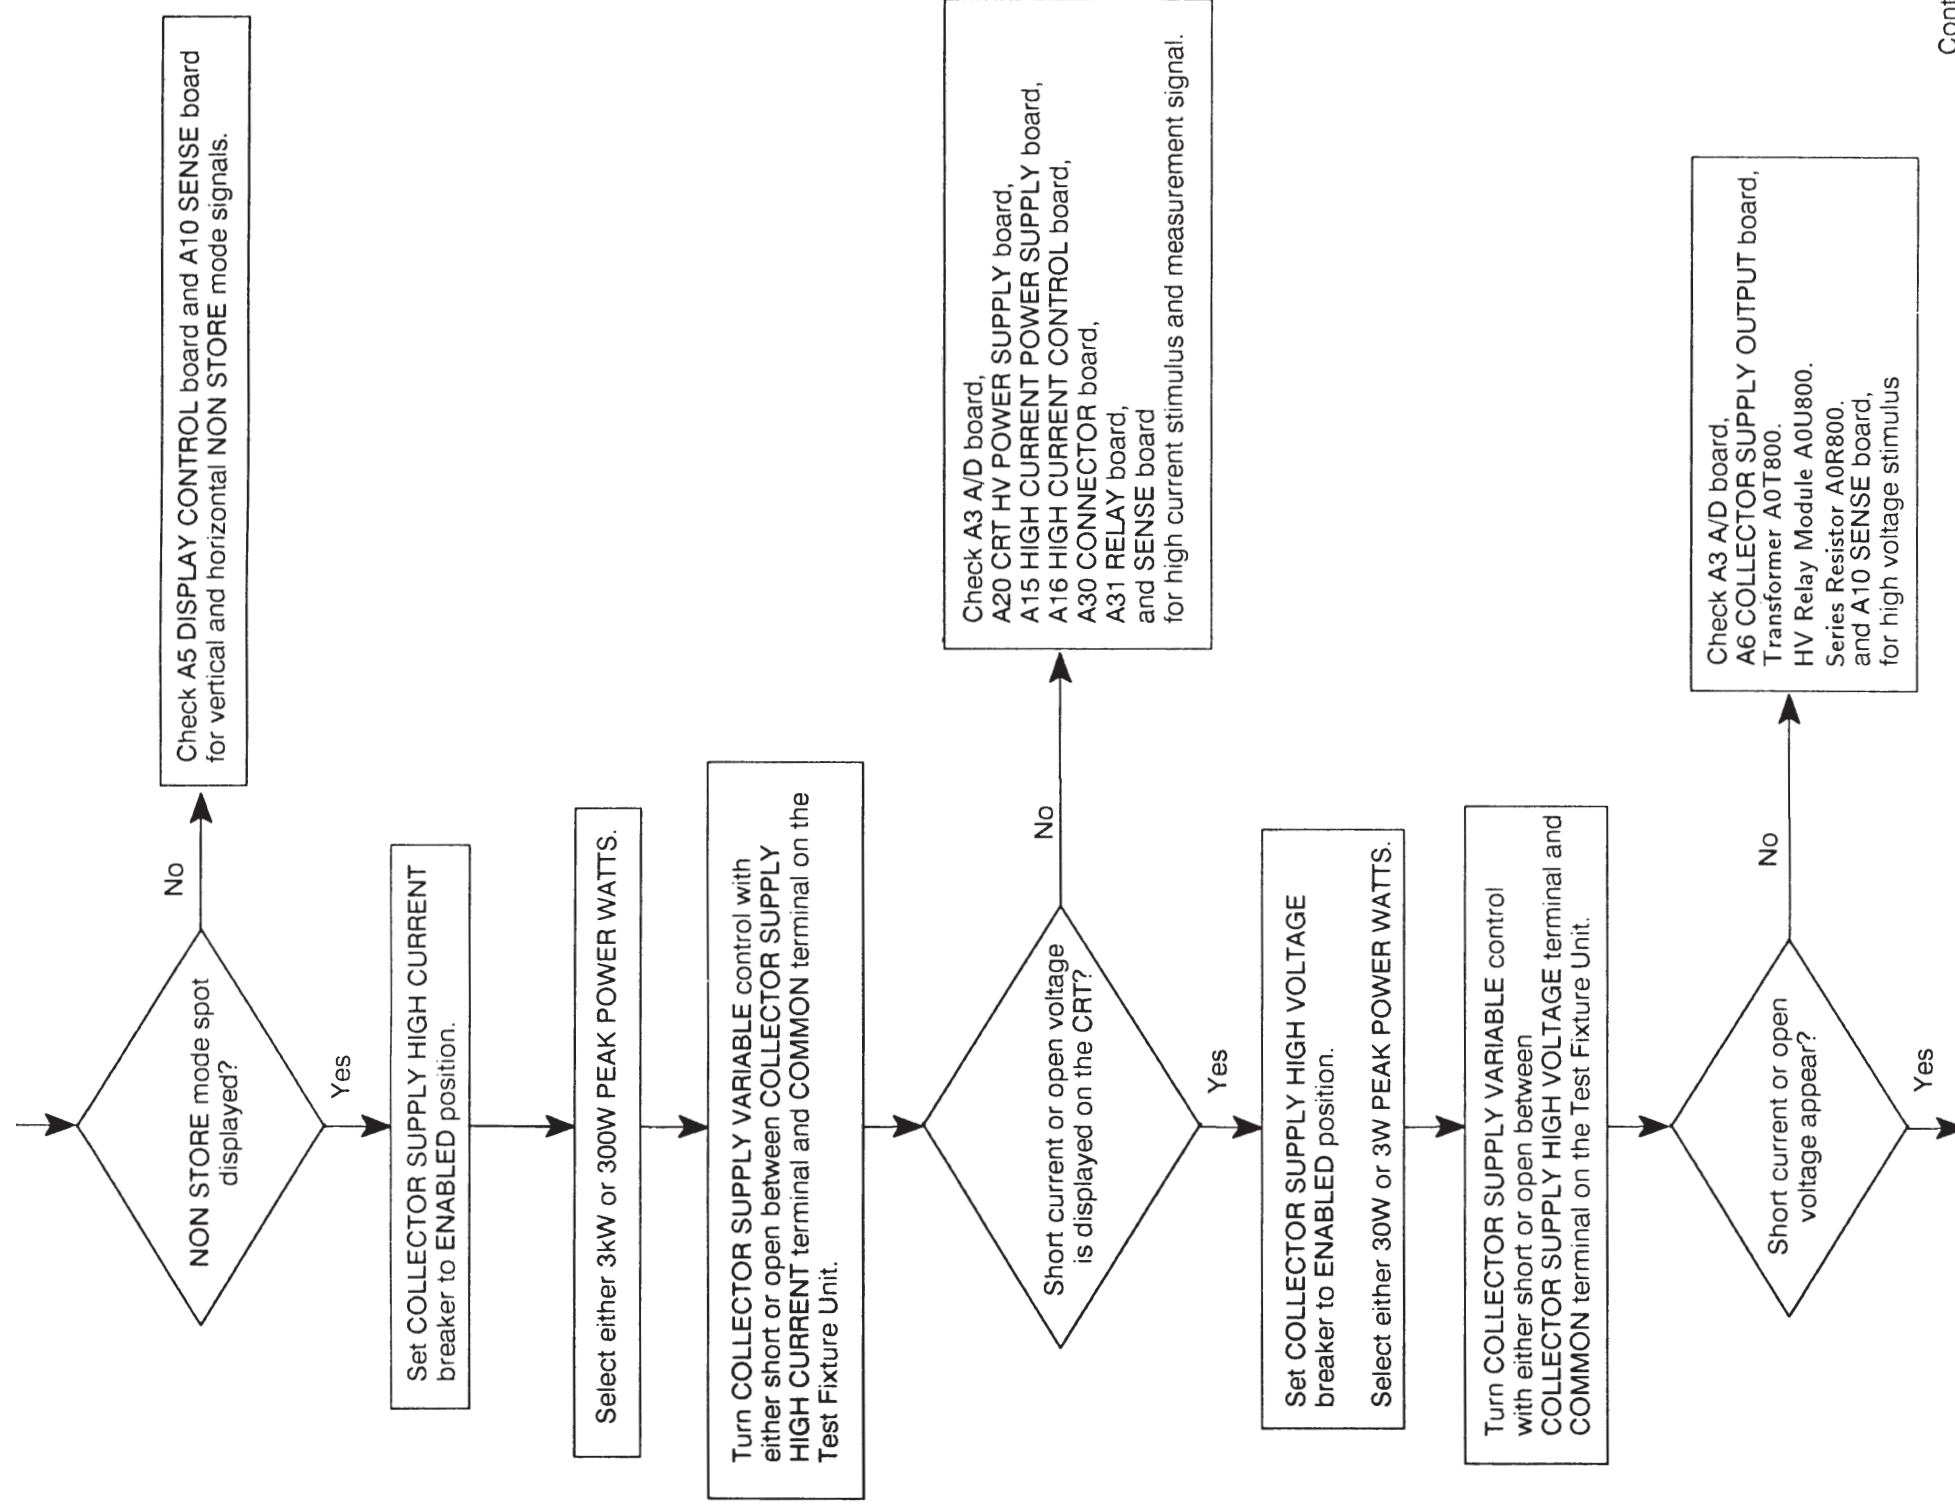 NON STORE mode spot
displayed?
No
Check A5 DISPLAY CONTROL board and A10 SENSE board
for vertical and horizontal NON STORE mode signals.
Yes
Set COLLECTOR SUPPLY HIGH CURRENT
breaker to ENABLED position.
Select either 3kW or 300W PEAK POWER WATTS.
Turn COLLECTOR SUPPLY VARIABLE control with
either short or open between COLLECTOR SUPPLY
HIGH CURRENT terminal and COMMON terminal on the
Test Fixture Unit.
Short current or open voltage
is displayed on the CRT?
No
Check A3 A/D board,
A20 CRT HV POWER SUPPLY board,
A15 HIGH CURRENT POWER SUPPLY board,
A16 HIGH CURRENT CONTROL board,
A30 CONNECTOR board,
A31 RELAY board,
and SENSE board
for high current stimulus and measurement signal.
Yes
Set COLLECTOR SUPPLY HIGH VOLTAGE
breaker to ENABLED position.
Select either 30W or 3W PEAK POWER WATTS.
Turn COLLECTOR SUPPLY VARIABLE control
with either short or open between
COLLECTOR SUPPLY HIGH VOLTAGE terminal and
COMMON terminal on the Test Fixture Unit.
Short current or open
voltage appear?
No
Check A3 A/D board,
A6 COLLECTOR SUPPLY OUTPUT board,
Transformer A0T800.
HV Relay Module A0U800.
Series Resistor A0R800.
and A10 SENSE board,
for high voltage stimulus
Yes